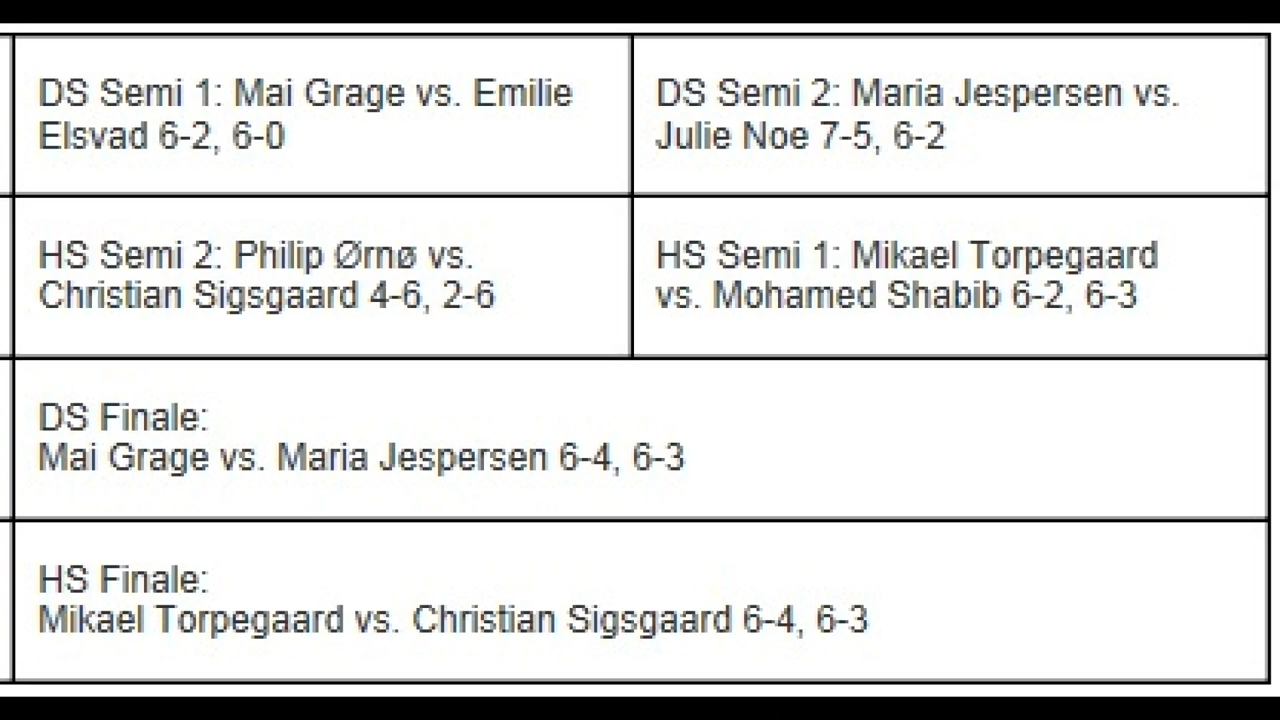 DS Semi 1: Mai Grage vs. Emilie
Elsvad 6-2, 6-0
DS Semi 2: Maria Jespersen vs.
Julie Noe 7-5, 6-2
HS Semi 2: Philip Ørnø vs.
Christian Sigsgaard 4-6, 2-6
HS Semi 1: Mikael Torpegaard
vs. Mohamed Shabib 6-2, 6-3
DS Finale:
Mai Grage vs. Maria Jespersen 6-4, 6-3
HS Finale:
Mikael Torpegaard vs. Christian Sigsgaard 6-4, 6-3